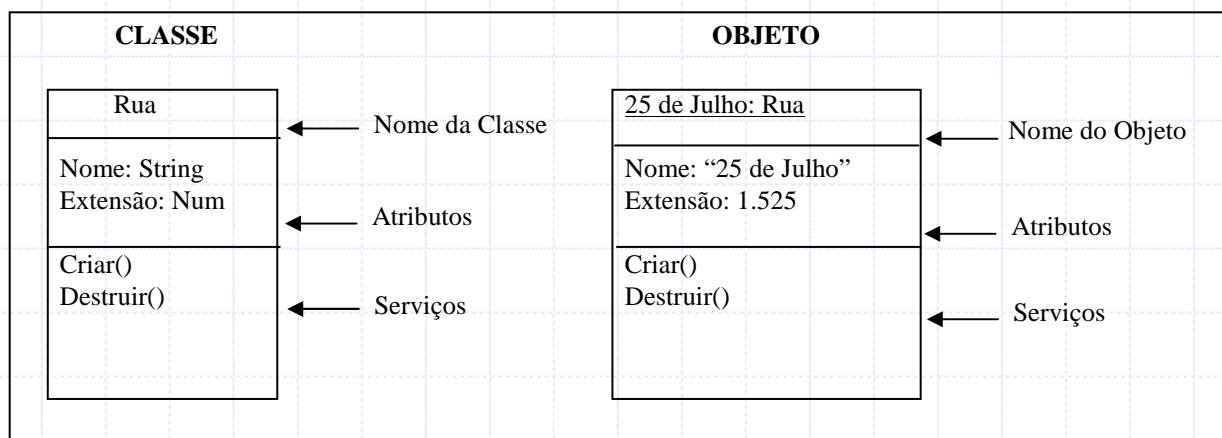 CLASSE
OBJETO
Rua
Nome da Classe
Nome: String
Extensão: Num
Atributos
Criar()
Destruir()
Serviços
25 de Julho: Rua
Nome do Objeto
Nome: “25 de Julho”
Extensão: 1.525
Atributos
Criar()
Destruir()
Serviços